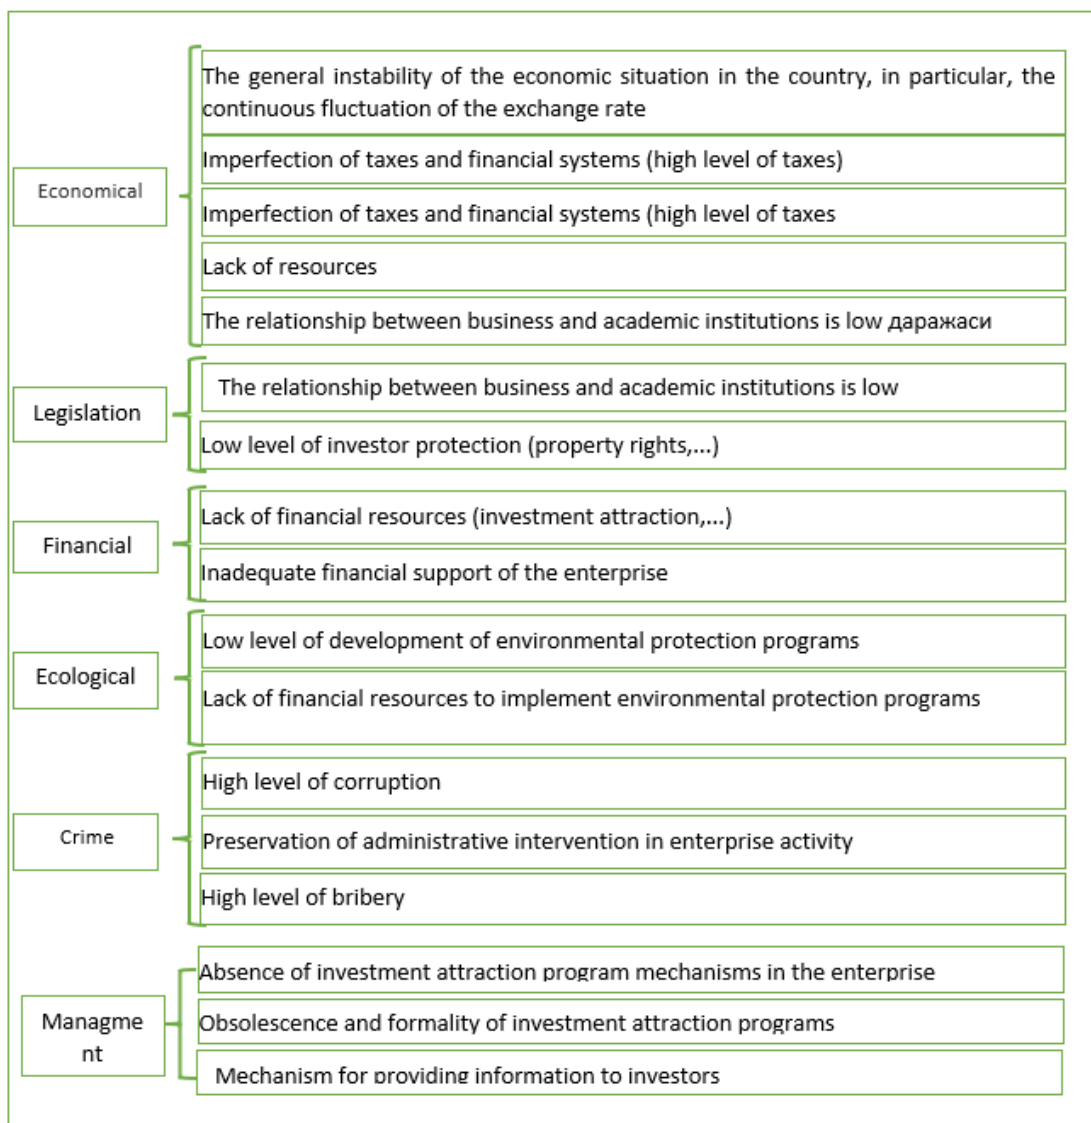 Economical
The general instability of the economic situation in the country, in particular, the
continuous fluctuation of the exchange rate
Imperfection of taxes and financial systems (high level of taxes)
Imperfection of taxes and financial systems (high level of taxes
Lack of resources
The relationship between business and academic institutions is low даражаси
Legislation
The relationship between business and academic institutions is low
Low level of investor protection (property rights,...)
Financial
Lack of financial resources (investment attraction,...)
Inadequate financial support of the enterprise
Ecological
Low level of development of environmental protection programs
Lack of financial resources to implement environmental protection programs
Crime
High level of corruption
Preservation of administrative intervention in enterprise activity
High level of bribery
Managme
nt
Absence of investment attraction program mechanisms in the enterprise
Obsolescence and formality of investment attraction programs
Mechanism for providing information to investors